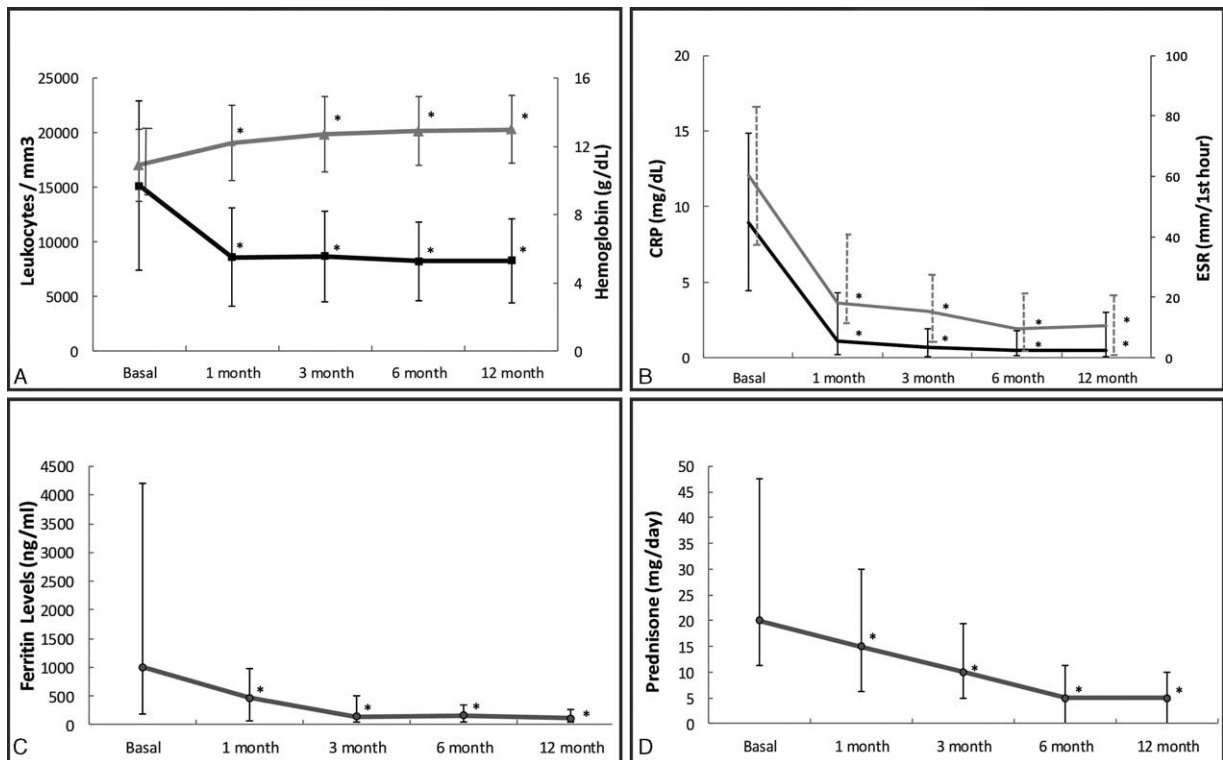 25000
20000
15000
10000
5000
0
Leukocytes / mm3
16
12
8
4
0
Hemoglobin (g/dL)
* * * *
* * * *
Basal 1 month 3 month 6 month 12 month
A
20
15
10
5
0
CRP (mg/dL)
100
80
60
40
20
0
ESR (mm/1st hour)
* * * *
* * * *
Basal 1 month 3 month 6 month 12 month
B
4500
4000
3500
3000
2500
2000
1500
1000
500
0
Ferritin Levels (ng/ml)
* * * *
Basal 1 month 3 month 6 month 12 month
C
50
45
40
35
30
25
20
15
10
5
0
Prednisone (mg/day)
* * * *
Basal 1 month 3 month 6 month 12 month
D